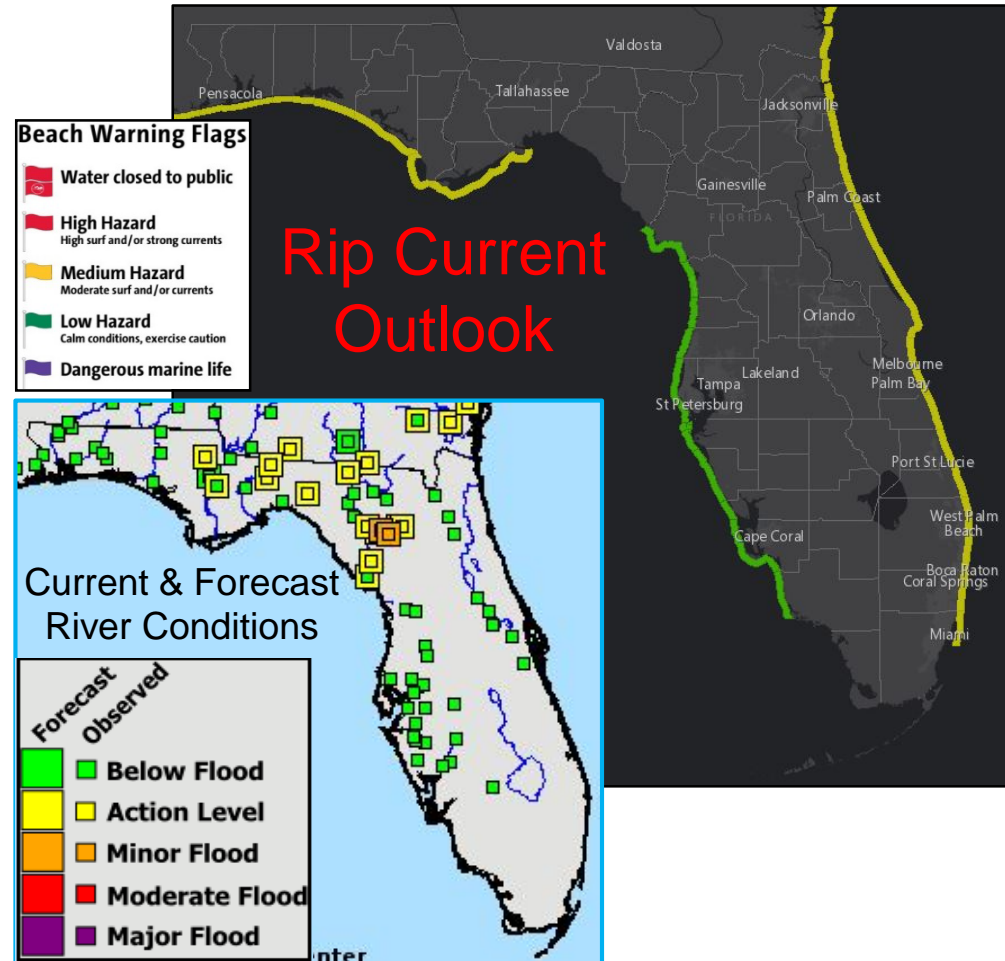 Valdosta
Pensacola
Tallahassee
Jacksonville
Gainesville
FLORIDA
Palm Coast
Orlando
Melbourne
Palm Bay
Lakeland
Tampa
St Petersburg
Port St Lucie
West Palm
Beach
Cape Coral
Boca Raton
Coral Springs
Miami
Rip Current
Outlook
Beach Warning Flags
Water closed to public
High Hazard
High surf and/or strong currents
Medium Hazard
Moderate surf and/or currents
Low Hazard
Calm conditions, exercise caution
Dangerous marine life
Current & Forecast
River Conditions
Forecast
Observed
Below Flood
Action Level
Minor Flood
Moderate Flood
Major Flood